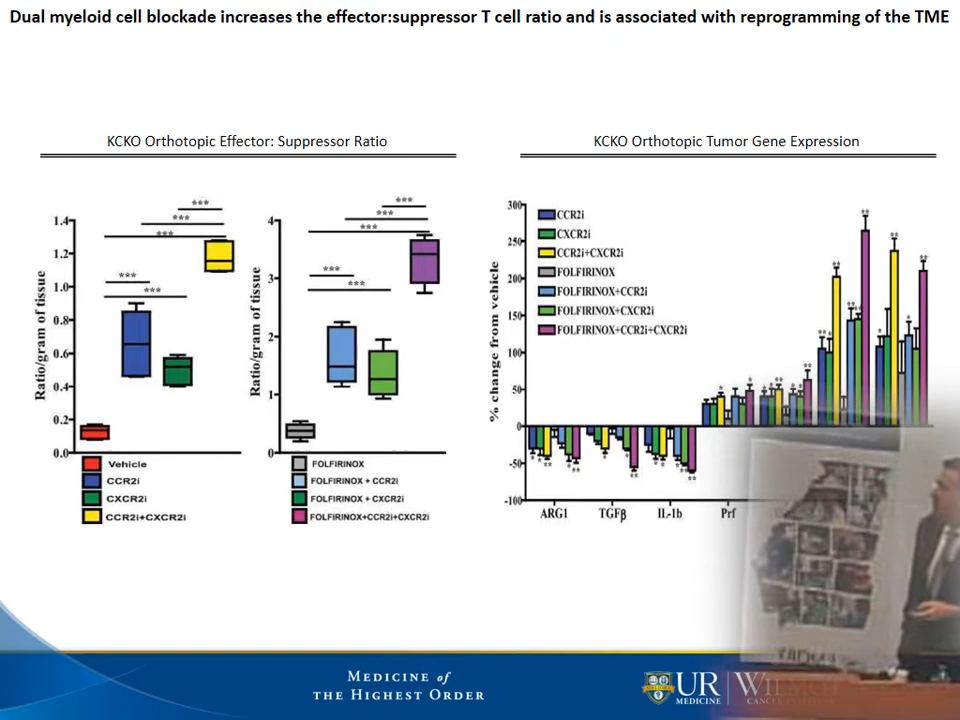 Dual myeloid cell blockade increases the effector:suppressor T cell ratio and is associated with reprogramming of the TME
KCKO Orthotopic Effector: Suppressor Ratio
Ratio/gram of tissue
1.4
1.2
1.0
0.8
0.6
0.4
0.2
0.0
***
***
***
***
***
Vehicle
CCR2i
CXCR2i
CCR2i+CXCR2i
Ratio/gram of tissue
4
3
2
1
0
***
***
***
***
***
FOLFIRINOX
FOLFIRINOX + CCR2i
FOLFIRINOX + CXCR2i
FOLFIRINOX+CCR2i+CXCR2i
KCKO Orthotopic Tumor Gene Expression
% change from vehicle
300
250
200
150
100
50
0
-50
-100
CCR2i
CXCR2i
CCR2i+CXCR2i
FOLFIRINOX
FOLFIRINOX+CCR2i
FOLFIRINOX+CXCR2i
FOLFIRINOX+CCR2i+CXCR2i
ARG1 TGFβ IL-1b Prf
MEDICINE of
THE HIGHEST ORDER
MELIORA
UR
MEDICINE